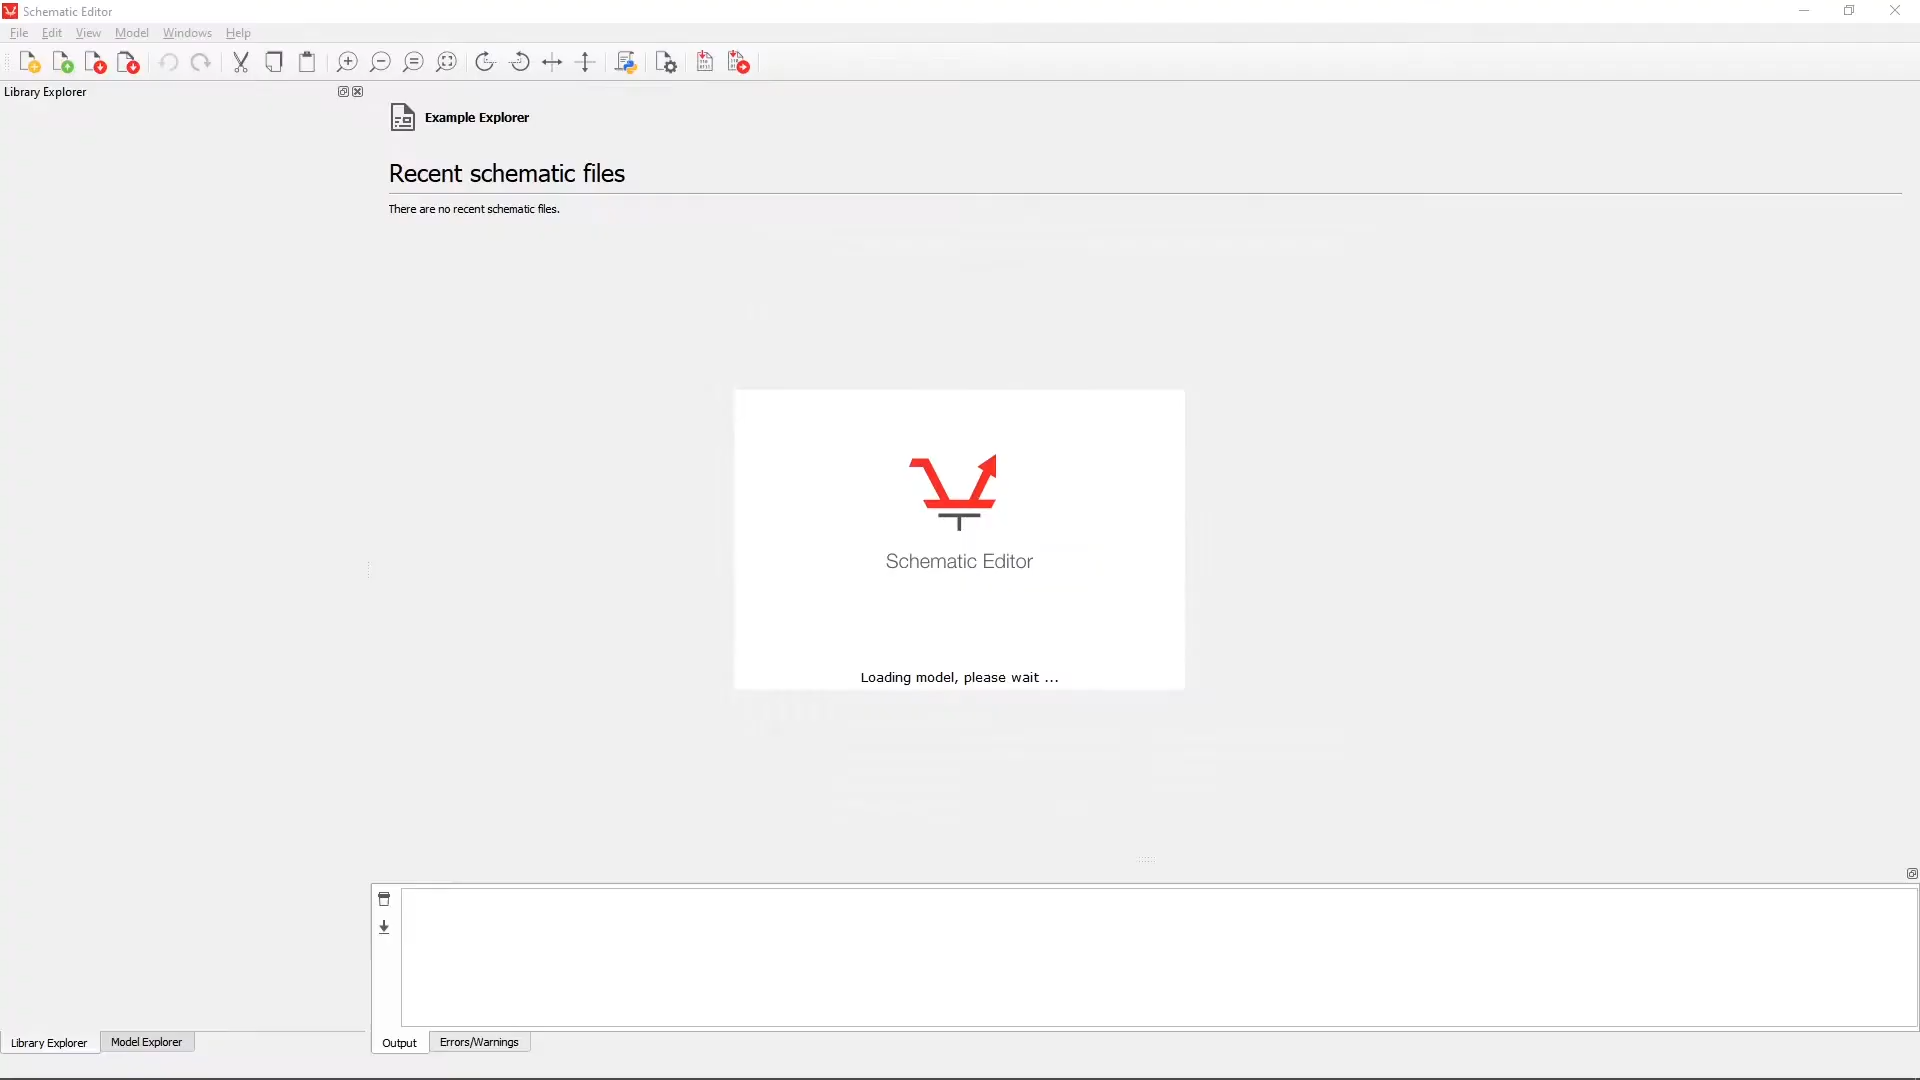 Schematic Editor
File Edit View Model Windows Help
Library Explorer
Example Explorer
Recent schematic files
There are no recent schematic files.
Schematic Editor
Loading model, please wait ...
Library Explorer Model Explorer
Output Errors/Warnings